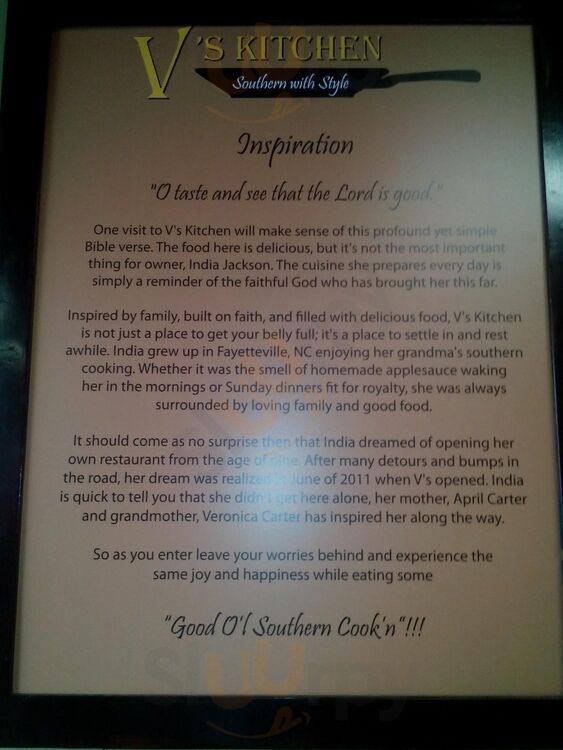 V'S KITCHEN
Southern with Style
Inspiration
"O taste and see that the Lord is good."
One visit to V's Kitchen will make sense of this profound yet simple
Bible verse. The food here is delicious, but it's not the most important
thing for owner, India Jackson. The cuisine she prepares every day is
simply a reminder of the faithful God who has brought her this far.
Inspired by family, built on faith, and filled with delicious food, V's Kitchen
is not just a place to get your belly full; it's a place to settle in and rest
awhile. India grew up in Fayetteville, NC enjoying her grandma's southern
cooking. Whether it was the smell of homemade applesauce waking
her in the mornings or Sunday dinners fit for royalty, she was always
surrounded by loving family and good food.
It should come as no surprise then that India dreamed of opening her
own restaurant from the age of nine. After many detours and bumps in
the road, her dream was realized in June of 2011 when V's opened. India
is quick to tell you that she didn't get here alone, her mother, April Carter
and grandmother, Veronica Carter has inspired her along the way.
So as you enter leave your worries behind and experience the
same joy and happiness while eating some
"Good O'l Southern Cook'n"!!!
Sluurpy